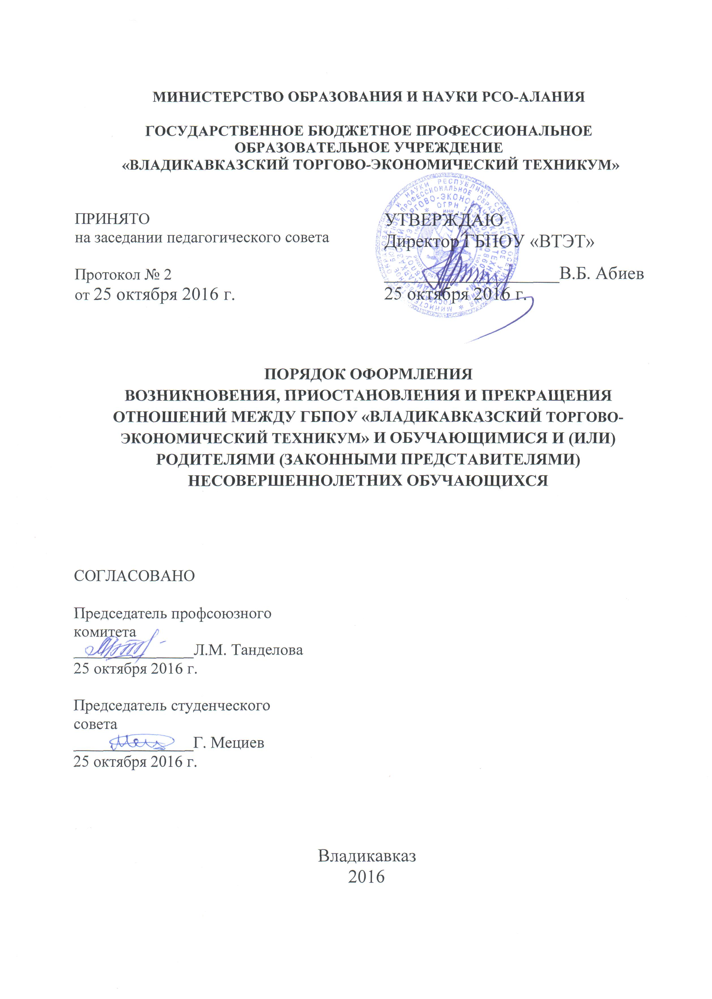 МИНИСТЕРСТВО ОБРАЗОВАНИЯ И НАУКИ РСО-АЛАНИЯ
ГОСУДАРСТВЕННОЕ БЮДЖЕТНОЕ ПРОФЕССИОНАЛЬНОЕ
ОБРАЗОВАТЕЛЬНОЕ УЧРЕЖДЕНИЕ
«ВЛАДИКАВКАЗСКИЙ ТОРГОВО-ЭКОНОМИЧЕСКИЙ ТЕХНИКУМ»
ПРИНЯТО
на заседании педагогического совета
Протокол № 2
от 25 октября 2016 г.
УТВЕРЖДАЮ
Директор ГБПОУ «ВТЭТ»
В.Б. Абиев
25 октября 2016 г.
ПОРЯДОК ОФОРМЛЕНИЯ
ВОЗНИКНОВЕНИЯ, ПРИОСТАНОВЛЕНИЯ И ПРЕКРАЩЕНИЯ
ОТНОШЕНИЙ МЕЖДУ ГБПОУ «ВЛАДИКАВКАЗСКИЙ ТОРГОВО-
ЭКОНОМИЧЕСКИЙ ТЕХНИКУМ» И ОБУЧАЮЩИМИСЯ И (ИЛИ)
РОДИТЕЛЯМИ (ЗАКОННЫМИ ПРЕДСТАВИТЕЛЯМИ)
НЕСОВЕРШЕННОЛЕТНИХ ОБУЧАЮЩИХСЯ
СОГЛАСОВАНО
Председатель профсоюзного
комитета
Л.М. Танделова
25 октября 2016 г.
Председатель студенческого
совета
Г. Мециев
25 октября 2016 г.
Владикавказ
2016